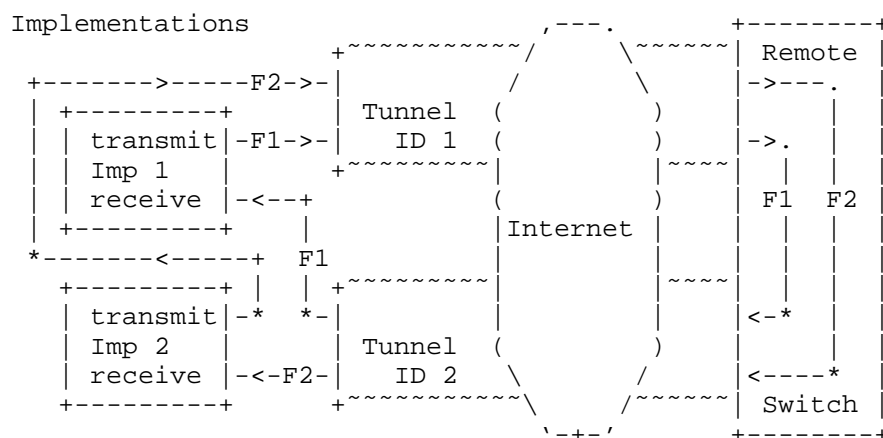 Implementations
Remote
F2
Tunnel
transmit F1 ID 1
Imp 1
receive F1 F2
Internet
F1
transmit
Imp 2 Tunnel
receive F2 ID 2
Switch